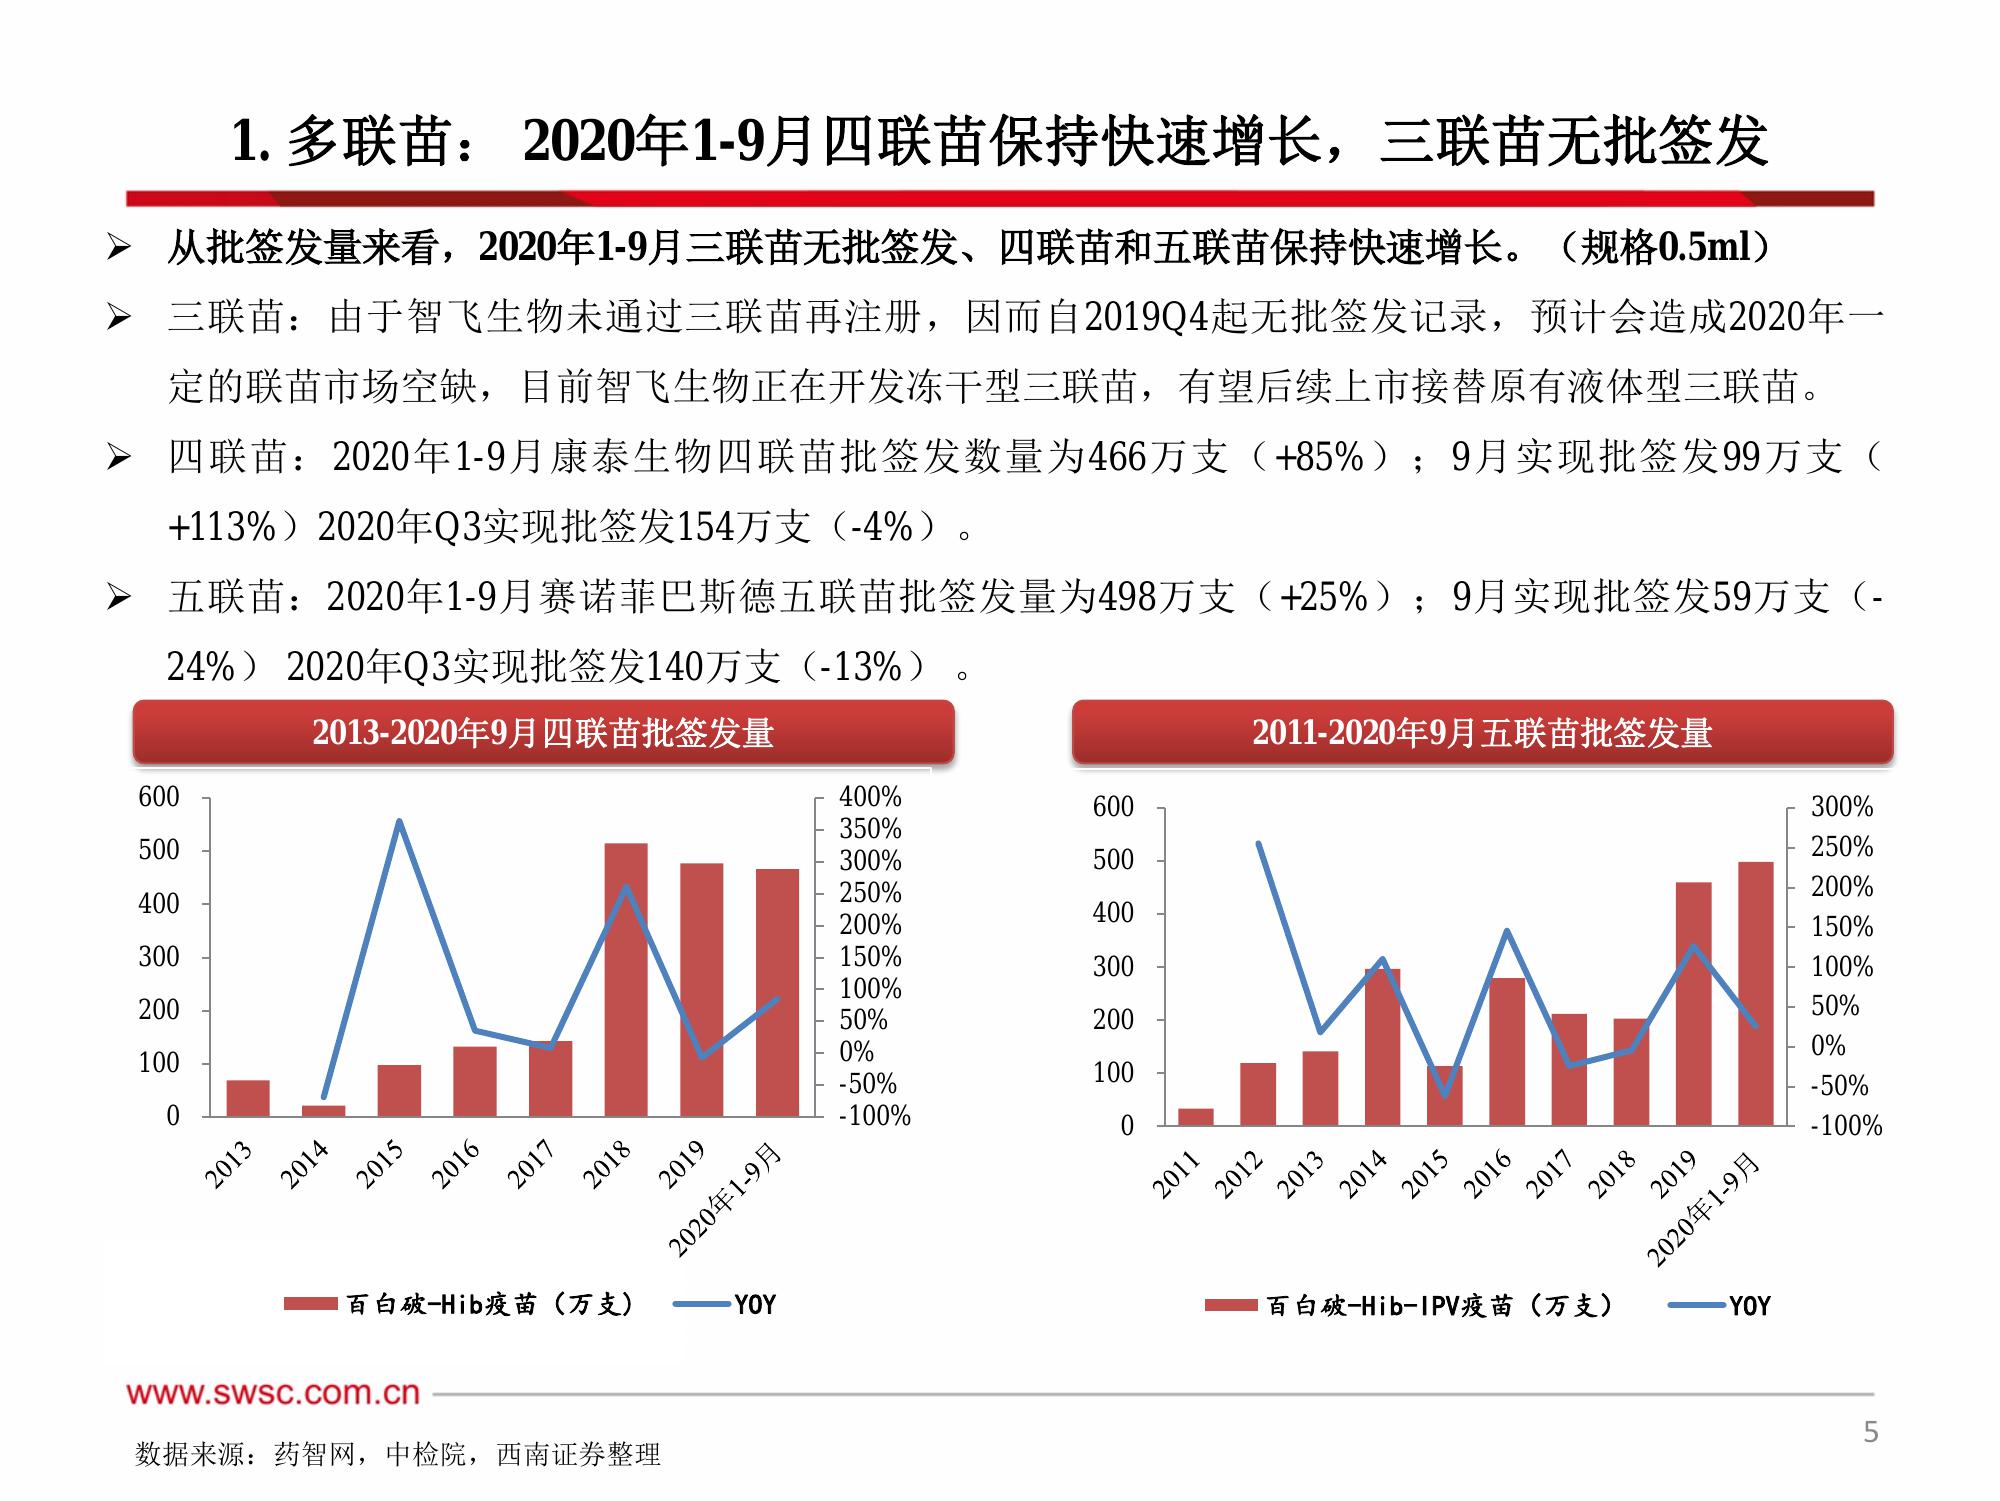 1. 多联苗： 2020年1-9月四联苗保持快速增长，三联苗无批签发
从批签发量来看，2020年1-9月三联苗无批签发、四联苗和五联苗保持快速增长。（规格0.5ml）
三联苗：由于智飞生物未通过三联苗再注册，因而自2019Q4起无批签发记录，预计会造成2020年一
定的联苗市场空缺，目前智飞生物正在开发冻干型三联苗，有望后续上市接替原有液体型三联苗。
四联苗：2020年1-9月康泰生物四联苗批签发数量为466万支（+85%）；9月实现批签发99万支（
+113%）2020年Q3实现批签发154万支（-4%）。
五联苗：2020年1-9月赛诺菲巴斯德五联苗批签发量为498万支（+25%）；9月实现批签发59万支（-
24%） 2020年Q3实现批签发140万支（-13%） 。
2013-2020年9月四联苗批签发量
600
500
400
300
200
100
0
400%
350%
300%
250%
200%
150%
100%
50%
0%
-50%
-100%
2013
2014
2015
2016
2017
2018
2019
2020年1-9月
百白破-Hib疫苗（万支）
YOY
2011-2020年9月五联苗批签发量
600
500
400
300
200
100
0
300%
250%
200%
150%
100%
50%
0%
-50%
-100%
2011
2012
2013
2014
2015
2016
2017
2018
2019
2020年1-9月
百白破-Hib-IPV疫苗（万支）
YOY
www.swsc.com.cn
5
数据来源：药智网，中检院，西南证券整理